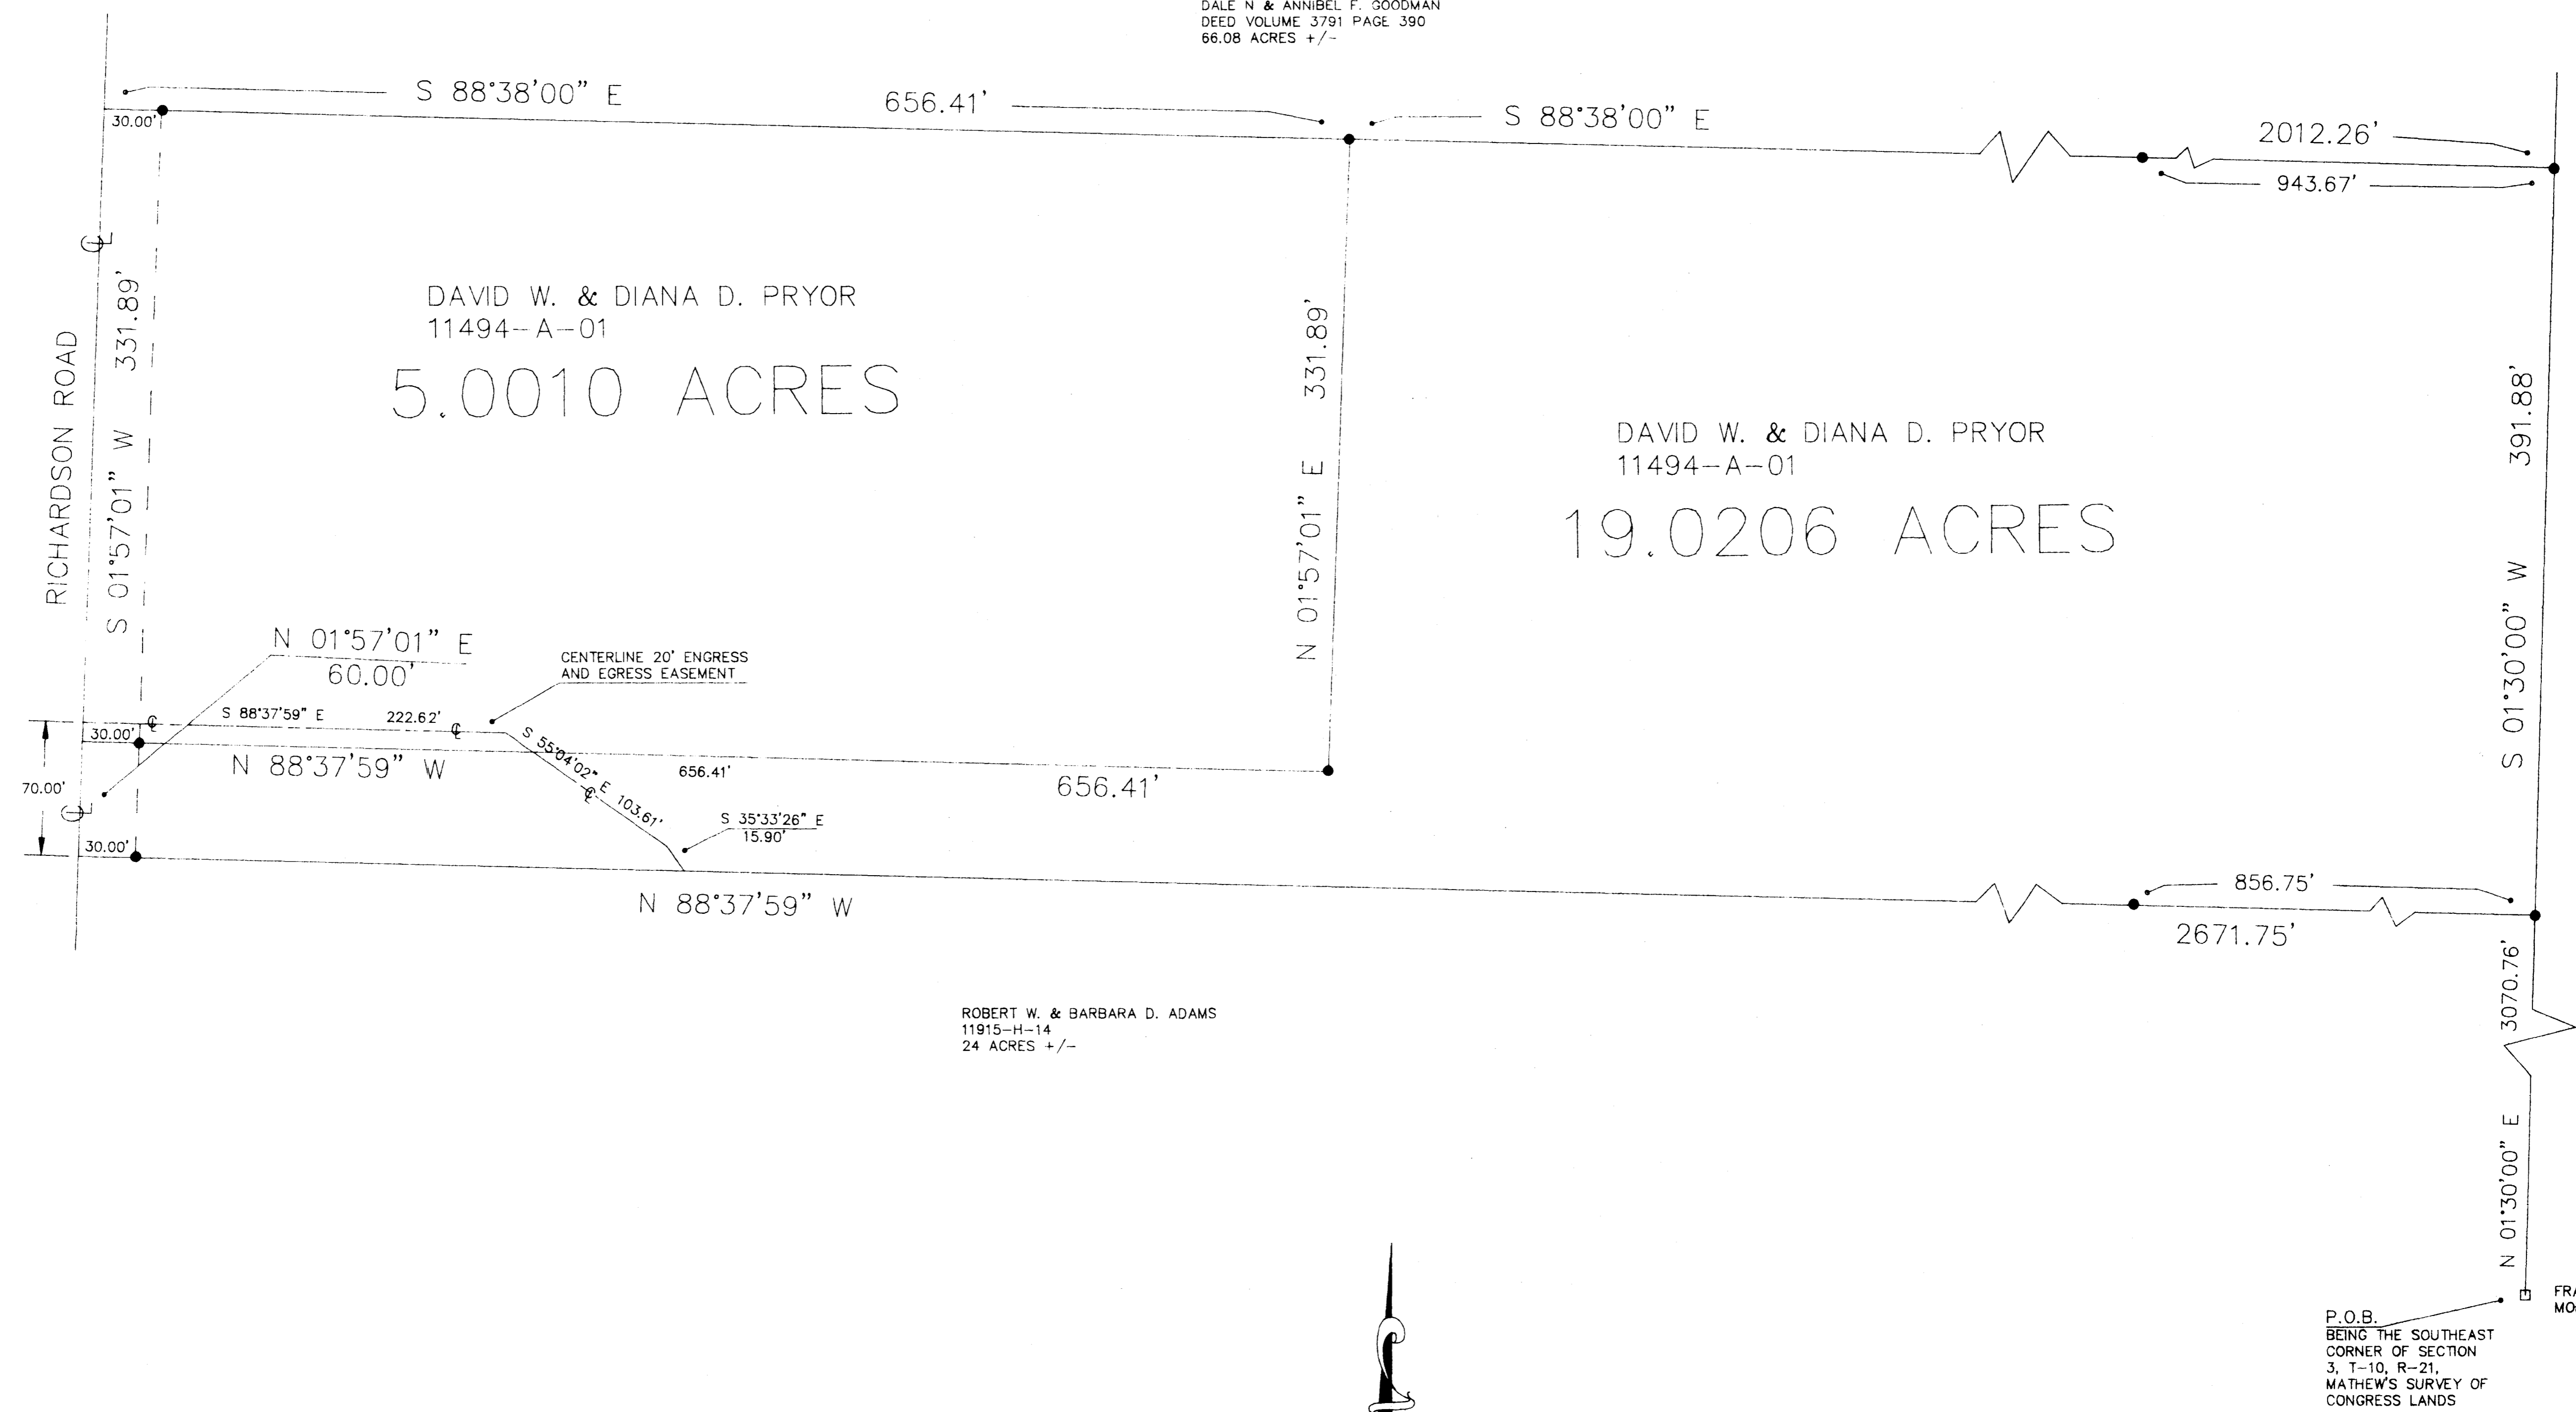 DALE N & ANNIBEL F. GOODMAN
DEED VOLUME 3791 PAGE 390
66.08 ACRES +/-
S 88°38'00" E
656.41'
S 88°38'00" E
2012.26'
943.67'
30.00'
RICHARDSON ROAD
S 01°57'01" W 331.89'
DAVID W. & DIANA D. PRYOR
11494-A-01
5.0010 ACRES
N 01°57'01" E 331.89'
DAVID W. & DIANA D. PRYOR
11494-A-01
19.0206 ACRES
S 01°30'00" W 391.88'
N 01°57'01" E
60.00'
CENTERLINE 20' ENGRESS
AND EGRESS EASEMENT
S 88°37'59" E 222.62'
30.00'
N 88°37'59" W
S 55°04'02" E 103.61'
656.41'
656.41'
70.00'
S 35°33'26" E
15.90'
30.00'
N 88°37'59" W
856.75'
2671.75'
N 01°30'00" E 3070.76'
ROBERT W. & BARBARA D. ADAMS
11915-H-14
24 ACRES +/-
FRA
MO
P.O.B.
BEING THE SOUTHEAST
CORNER OF SECTION
3, T-10, R-21,
MATHEW'S SURVEY OF
CONGRESS LANDS